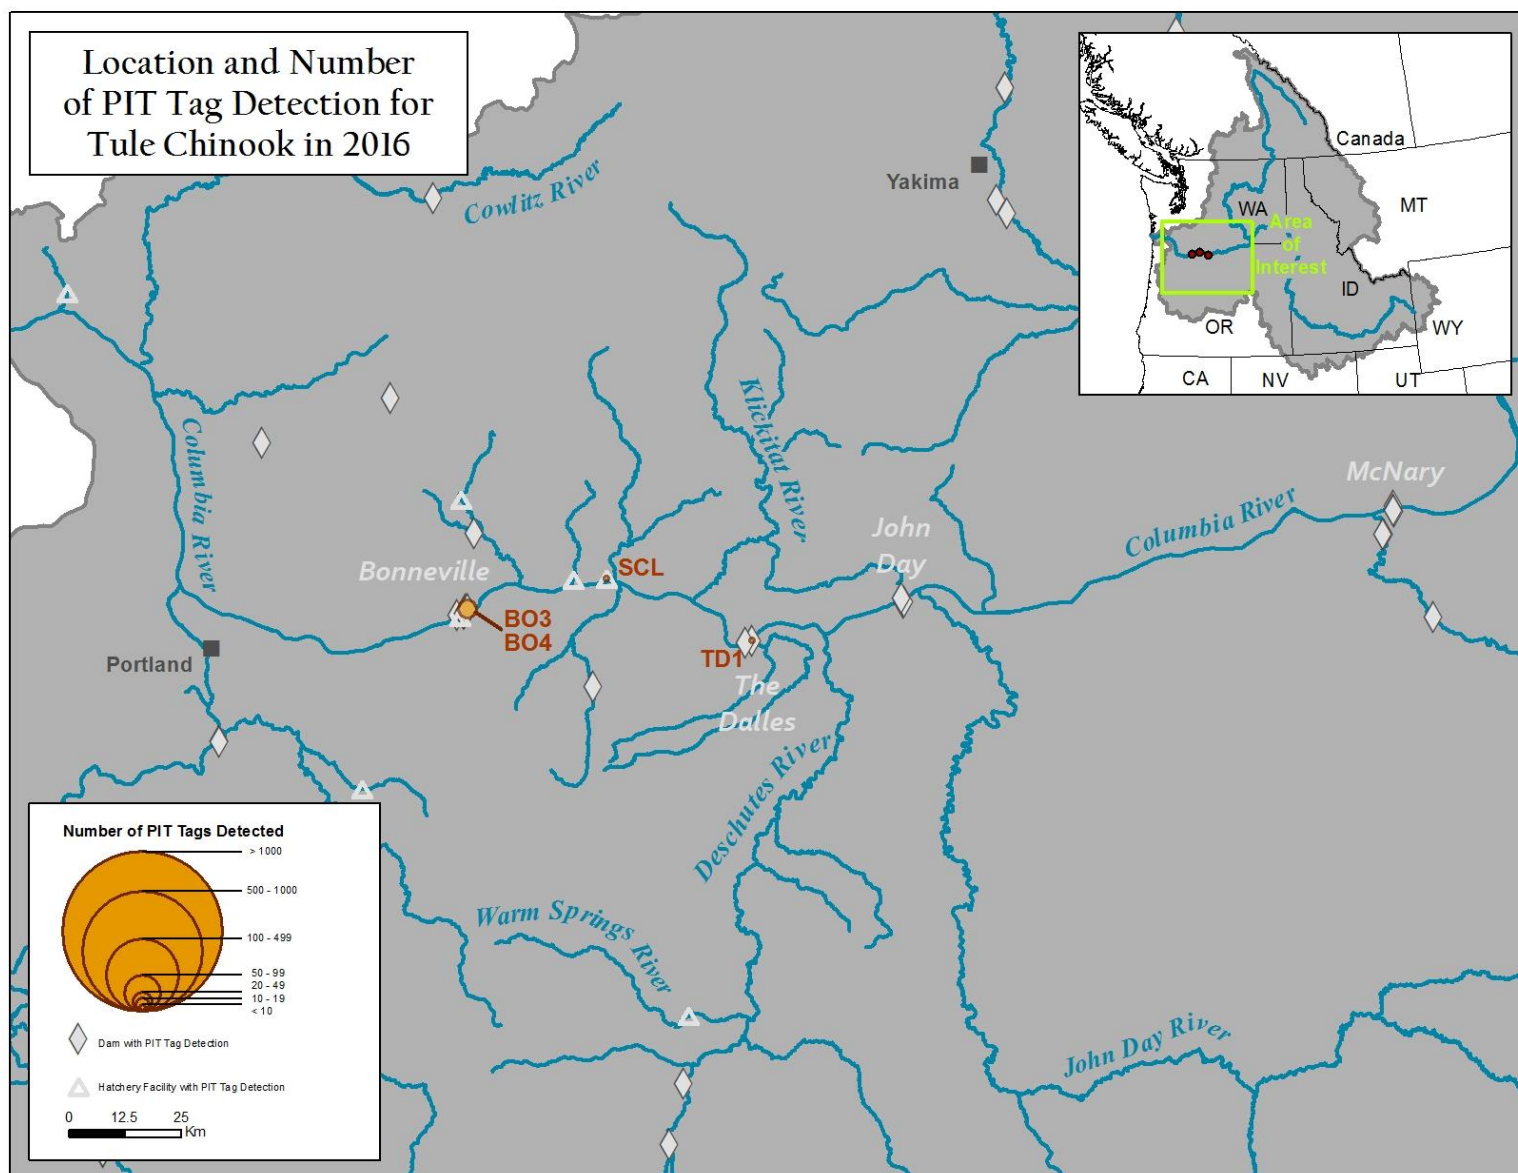 Location and Number
of PIT Tag Detection for
Tule Chinook in 2016
Canada
WA
MT
Area
of
Interest
ID
OR
WY
CA
NV
UT
Yakima
Cowlitz River
Columbia River
Klickitat River
McNary
Columbia River
John
Day
Bonneville
SCL
BO3
BO4
TD1
The
Dalles
Portland
Deschutes River
Warm Springs River
John Day River
Number of PIT Tags Detected
> 1000
500 - 1000
100 - 499
50 - 99
20 - 49
10 - 19
< 10
Dam with PIT Tag Detection
Hatchery Facility with PIT Tag Detection
0 12.5 25
Km